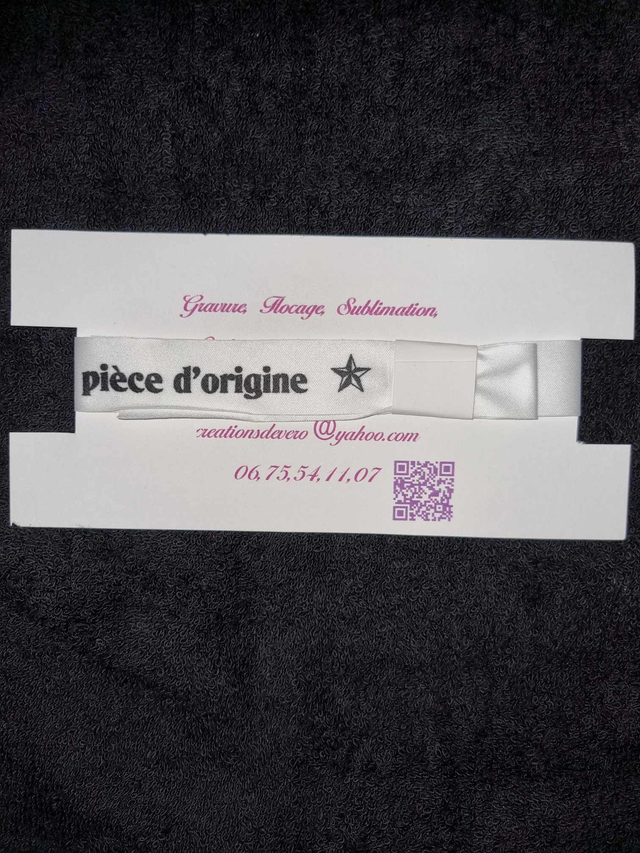 Gravure, Flocage, Sublimation,
pièce d'origine
creationsdevero@yahoo.com
06,75,54,11,07